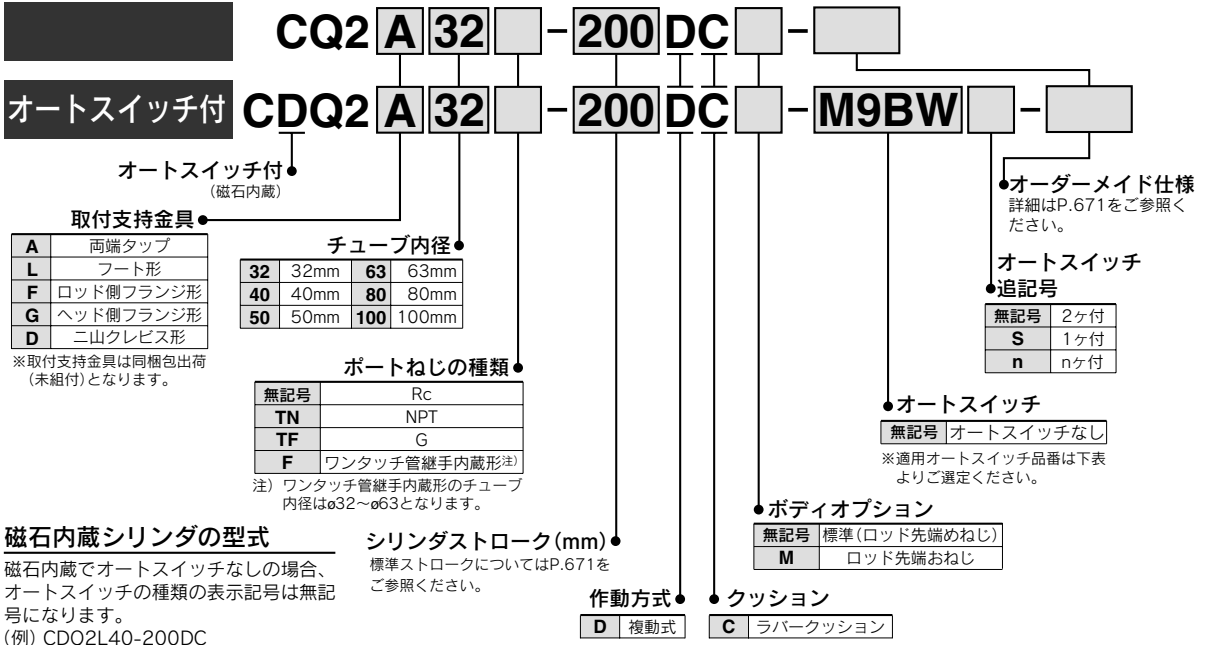 CQ2 A 32 - 200 DC -
オートスイッチ付 CDQ2 A 32 - 200 DC - M9BW -
オートスイッチ付
(磁石内蔵)
取付支持金具
A 両端タップ
L フート形
F ロッド側フランジ形
G ヘッド側フランジ形
D 二山クレビス形
※取付支持金具は同梱包出荷
(未組付)となります。
チューブ内径
32 32mm 63 63mm
40 40mm 80 80mm
50 50mm 100 100mm
ポートねじの種類
無記号 Rc
TN NPT
TF G
F ワンタッチ管継手内蔵形注)
注) ワンタッチ管継手内蔵形のチューブ
内径はø32〜ø63となります。
シリンダストローク(mm)
標準ストロークについてはP.671を
ご参照ください。
作動方式
D 複動式
クッション
C ラバークッション
ボディオプション
無記号 標準(ロッド先端めねじ)
M ロッド先端おねじ
オートスイッチ
無記号 オートスイッチなし
※適用オートスイッチ品番は下表
よりご選定ください。
オートスイッチ
追記号
無記号 2ヶ付
S 1ヶ付
n nヶ付
オーダーメイド仕様
詳細はP.671をご参照く
ださい。
磁石内蔵シリンダの型式
磁石内蔵でオートスイッチなしの場合、
オートスイッチの種類の表示記号は無記
号になります。
(例) CDQ2L40-200DC